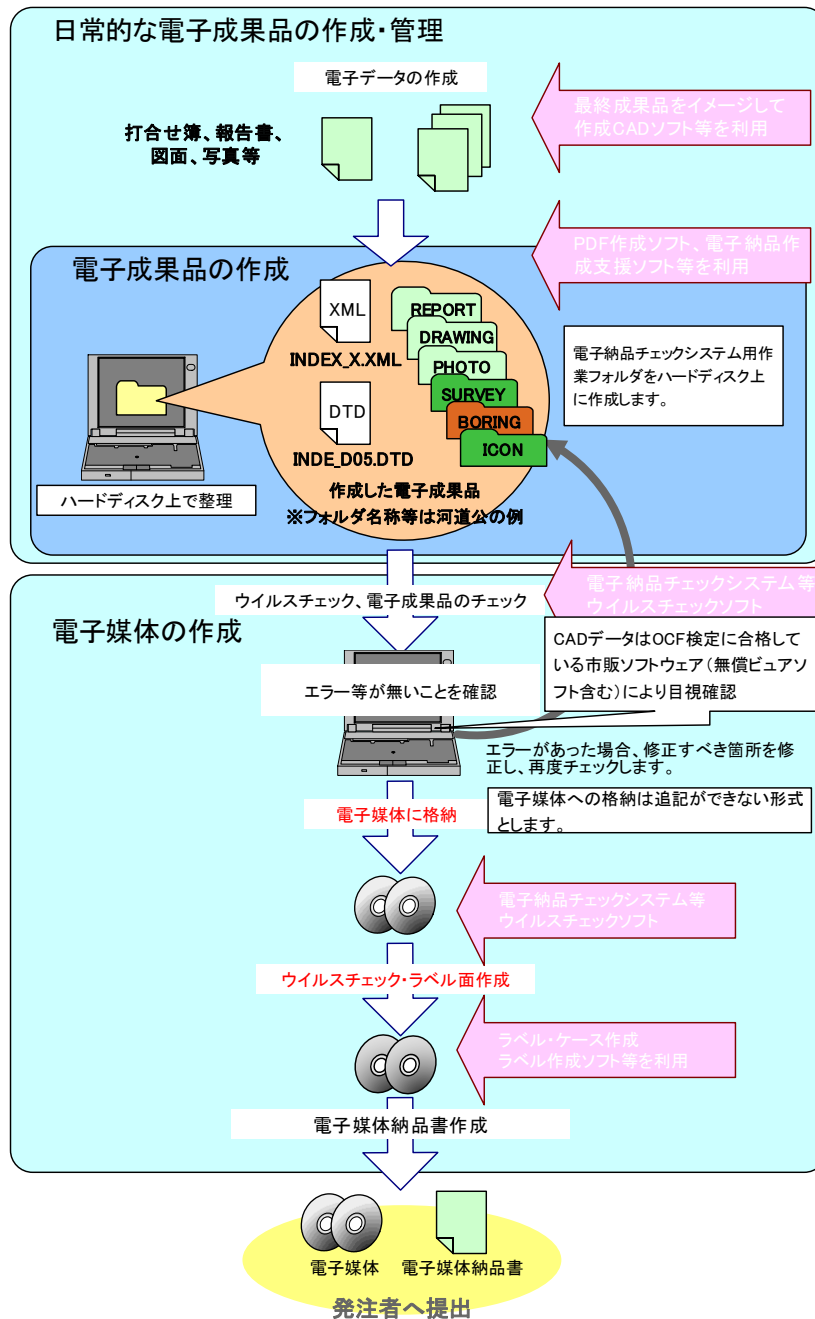 日常的な電子成果品の作成・管理
電子データの作成
打合せ簿、報告書、
図面、写真等
最終成果品をイメージして
作成CADソフト等を利用
PDF作成ソフト、電子納品作
成支援ソフト等を利用
電子成果品の作成
XML
INDEX_X.XML
DTD
INDE_D05.DTD
REPORT
DRAWING
PHOTO
SURVEY
BORING
ICON
作成した電子成果品
※フォルダ名称等は河道公の例
ハードディスク上で整理
電子納品チェックシステム用作
業フォルダをハードディスク上
に作成します。
ウイルスチェック、電子成果品のチェック
電子納品チェックシステム等
ウイルスチェックソフト
電子媒体の作成
エラー等が無いことを確認
CADデータはOCF検定に合格して
いる市販ソフトウェア(無償ビュアソ
フト含む)により目視確認
エラーがあった場合、修正すべき箇所を修
正し、再度チェックします。
電子媒体に格納
電子媒体への格納は追記ができない形式
とします。
電子納品チェックシステム等
ウイルスチェックソフト
ウイルスチェック・ラベル面作成
ラベル・ケース作成
ラベル作成ソフト等を利用
電子媒体納品書作成
電子媒体
電子媒体納品書
発注者へ提出